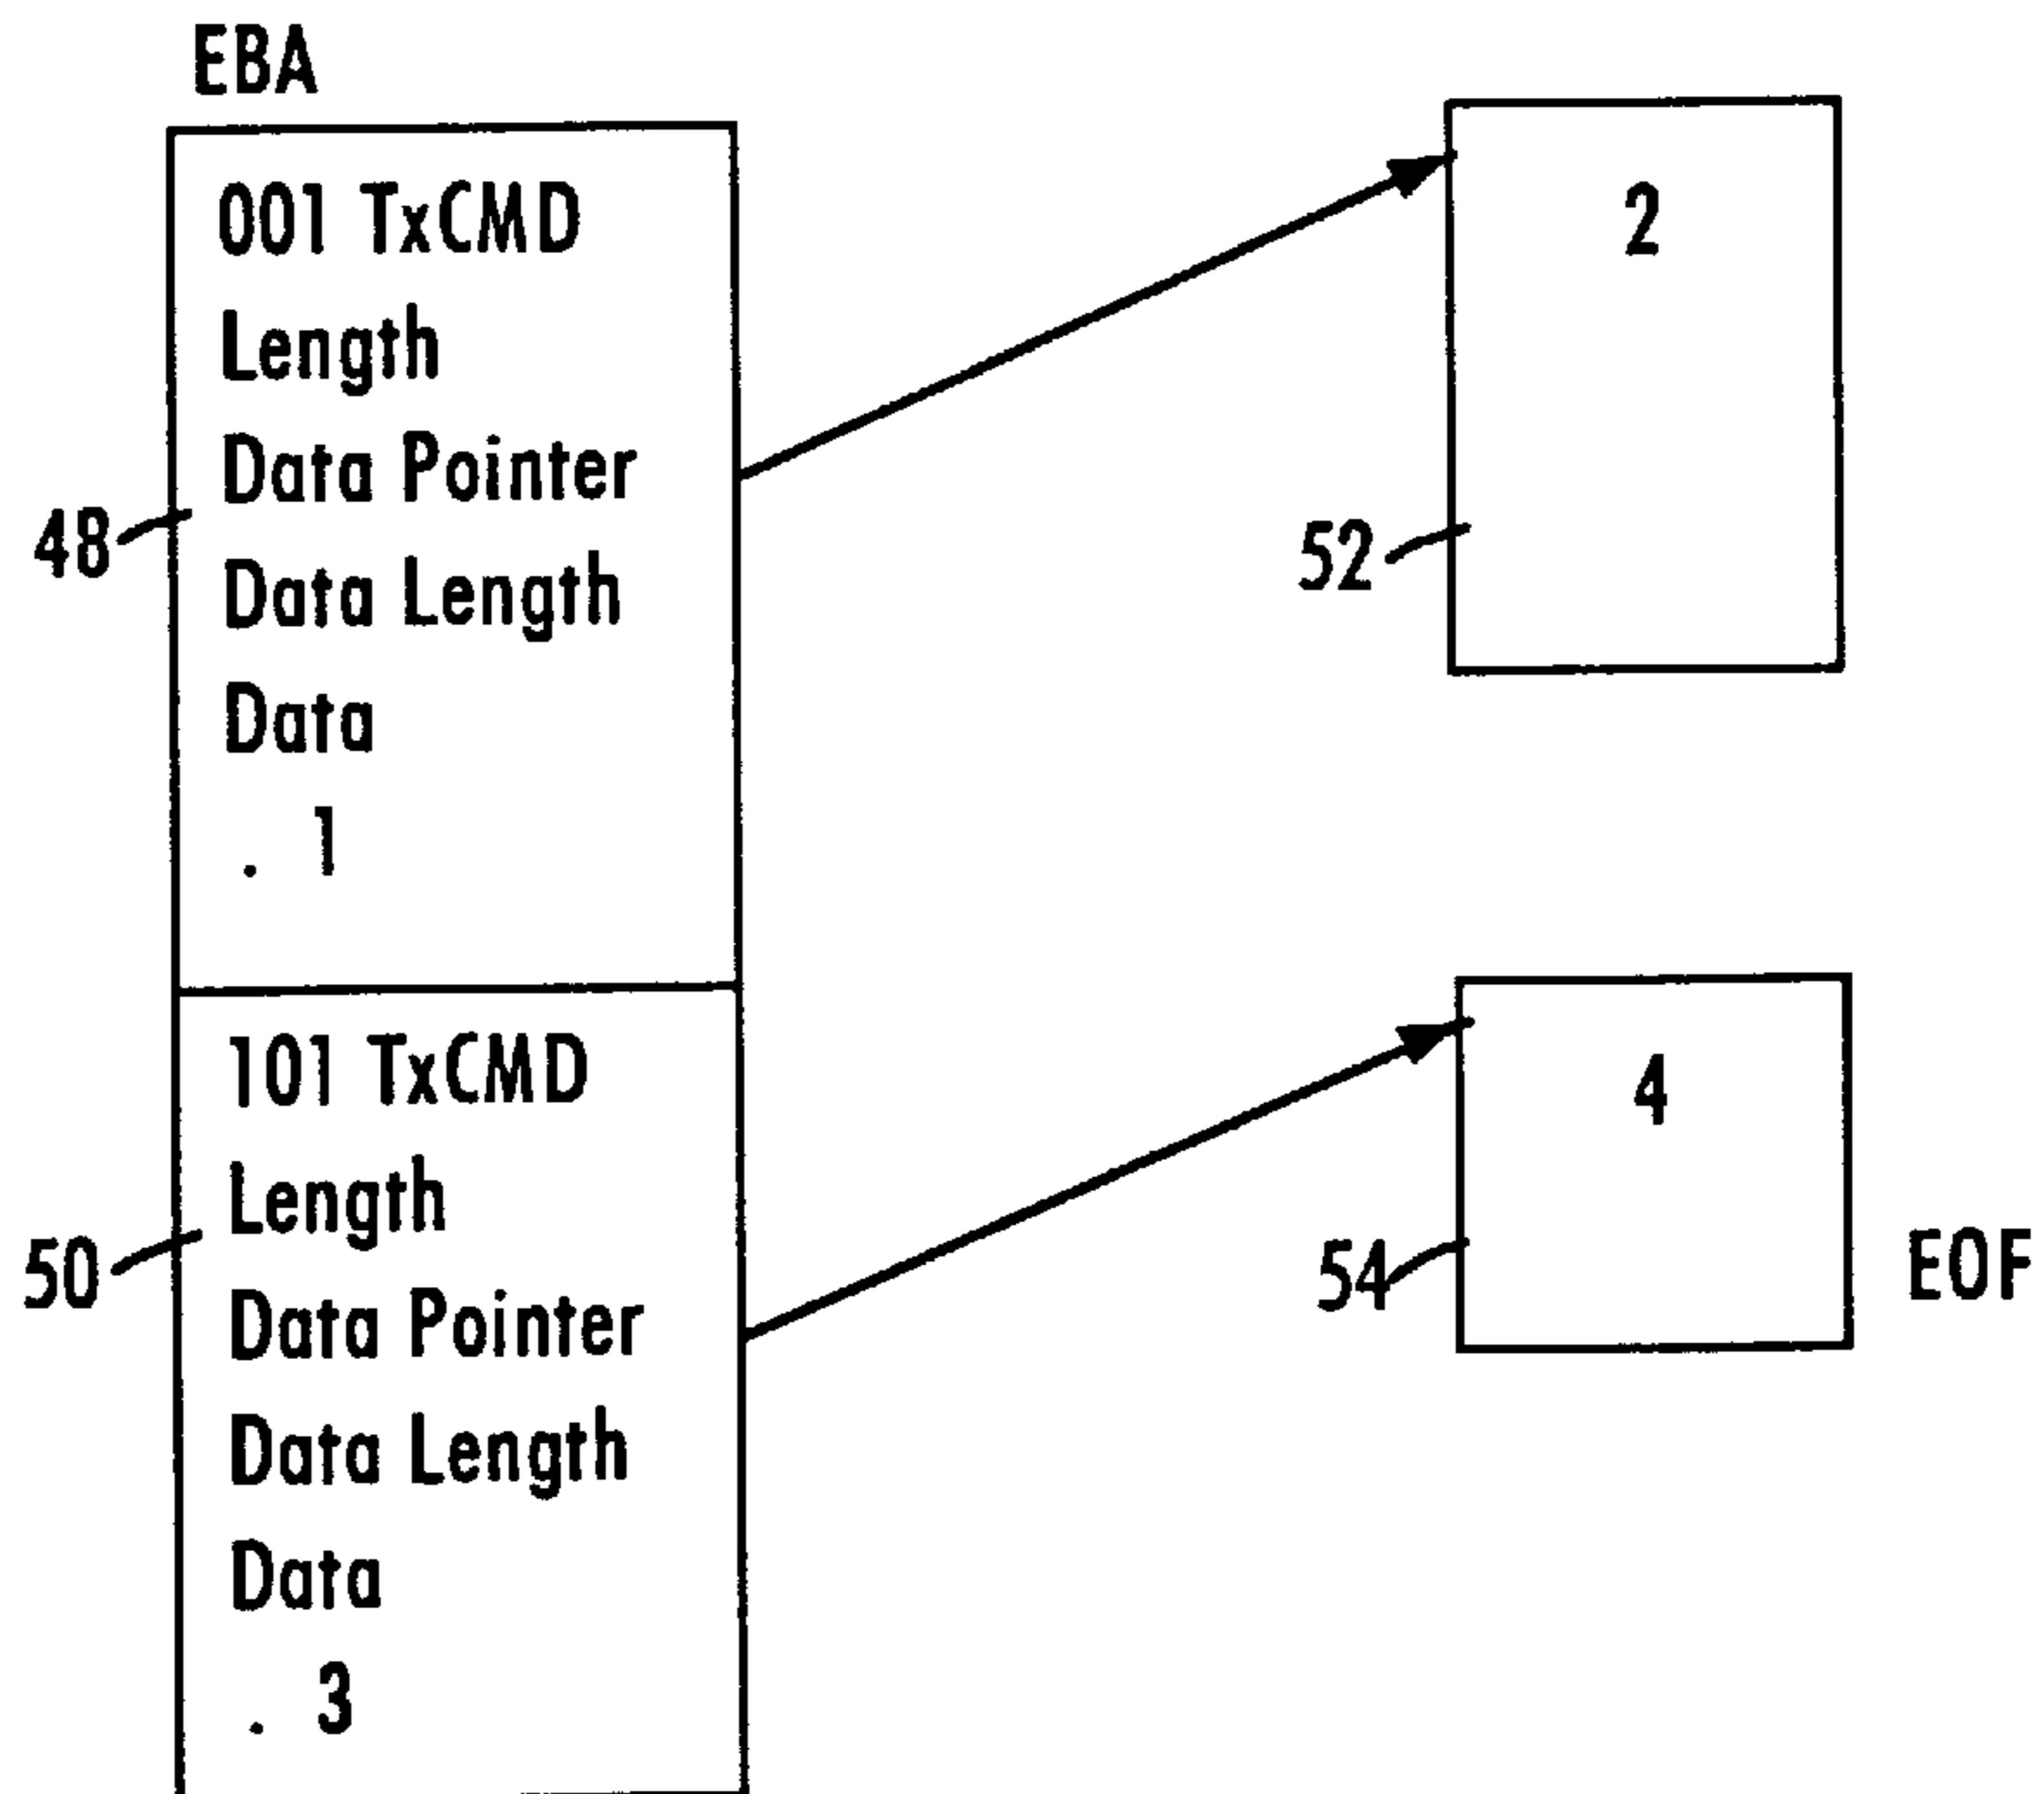 EBA
001 TxCMD
Length
Data Pointer
Data Length
Data
. 1
48
2
52
101 TxCMD
Length
Data Pointer
Data Length
Data
. 3
50
4
54
EOF